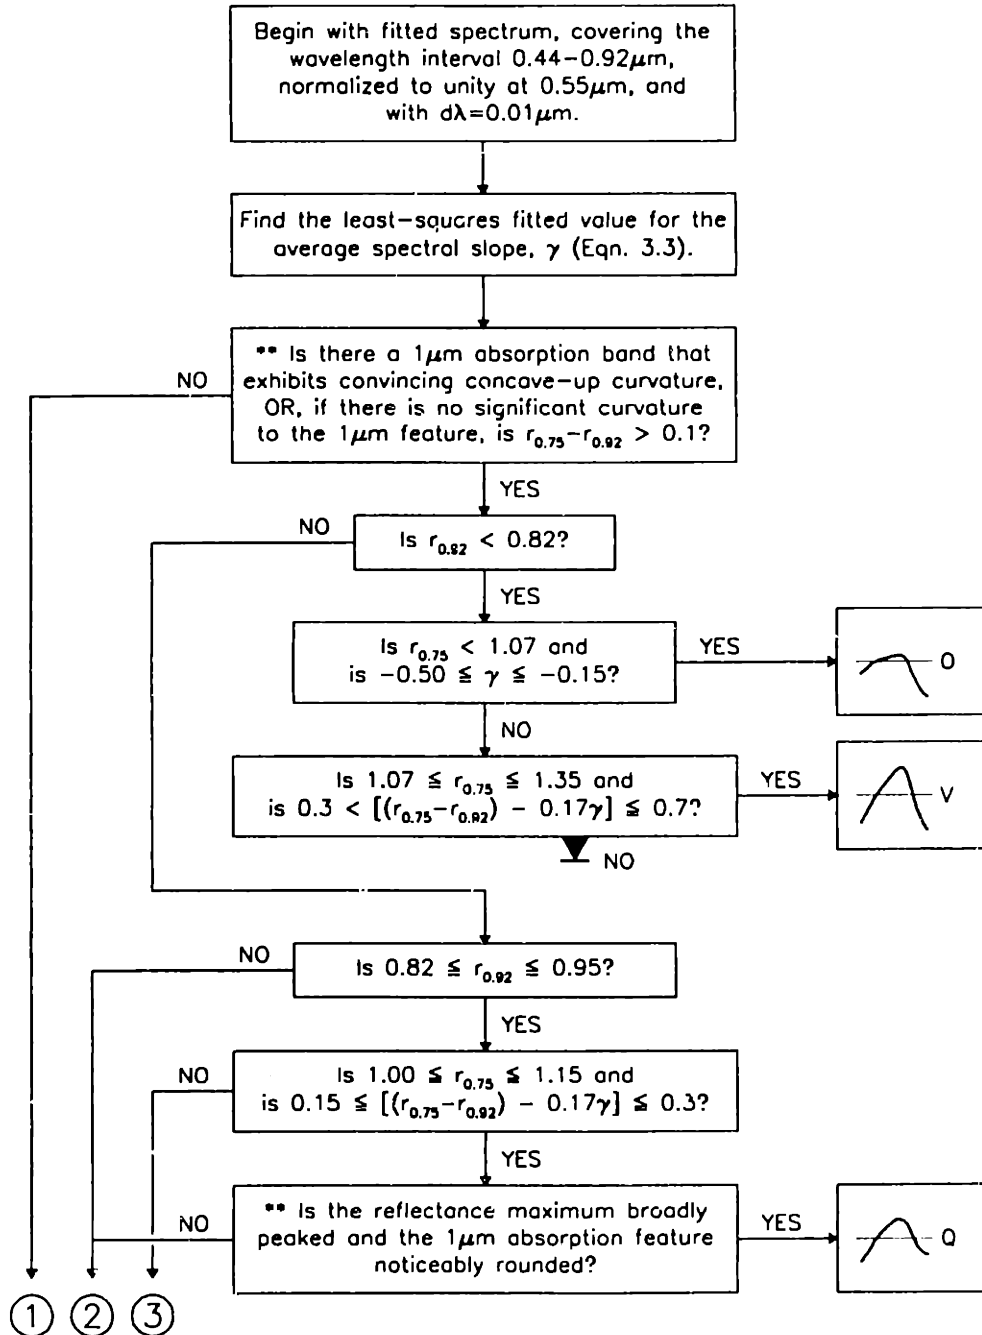 Begin with fitted spectrum, covering the
wavelength interval 0.44–0.92μm,
normalized to unity at 0.55μm, and
with dλ=0.01μm.
Find the least–squares fitted value for the
average spectral slope, γ (Eqn. 3.3).
** Is there a 1μm absorption band that
exhibits convincing concave–up curvature,
OR, if there is no significant curvature
to the 1μm feature, is r0.75–r0.92 > 0.1?
NO
YES
Is r0.92 < 0.82?
NO
YES
Is r0.75 < 1.07 and
is –0.50 ≦ γ ≦ –0.15?
YES
O
NO
Is 1.07 ≦ r0.75 ≦ 1.35 and
is 0.3 < [(r0.75–r0.92) – 0.17γ] ≦ 0.7?
YES
V
NO
Is 0.82 ≦ r0.92 ≦ 0.95?
NO
YES
Is 1.00 ≦ r0.75 ≦ 1.15 and
is 0.15 ≦ [(r0.75–r0.92) – 0.17γ] ≦ 0.3?
NO
YES
** Is the reflectance maximum broadly
peaked and the 1μm absorption feature
noticeably rounded?
NO
YES
Q
1 2 3